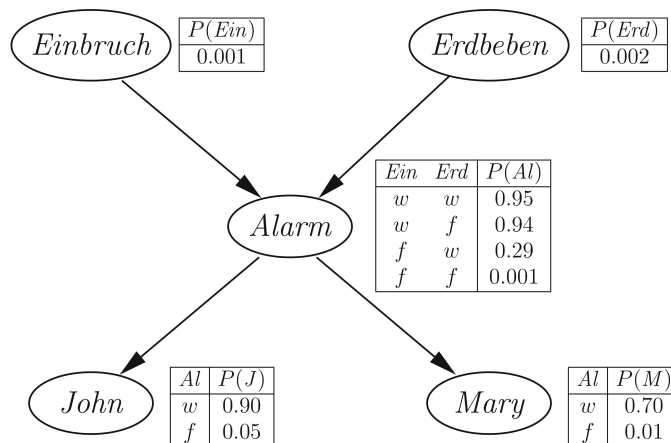 Einbruch
P(Ein)
0.001
Erdbeben
P(Erd)
0.002
Alarm
Ein Erd P(Al)
w w 0.95
w f 0.94
f w 0.29
f f 0.001
John
Al P(J)
w 0.90
f 0.05
Mary
Al P(M)
w 0.70
f 0.01